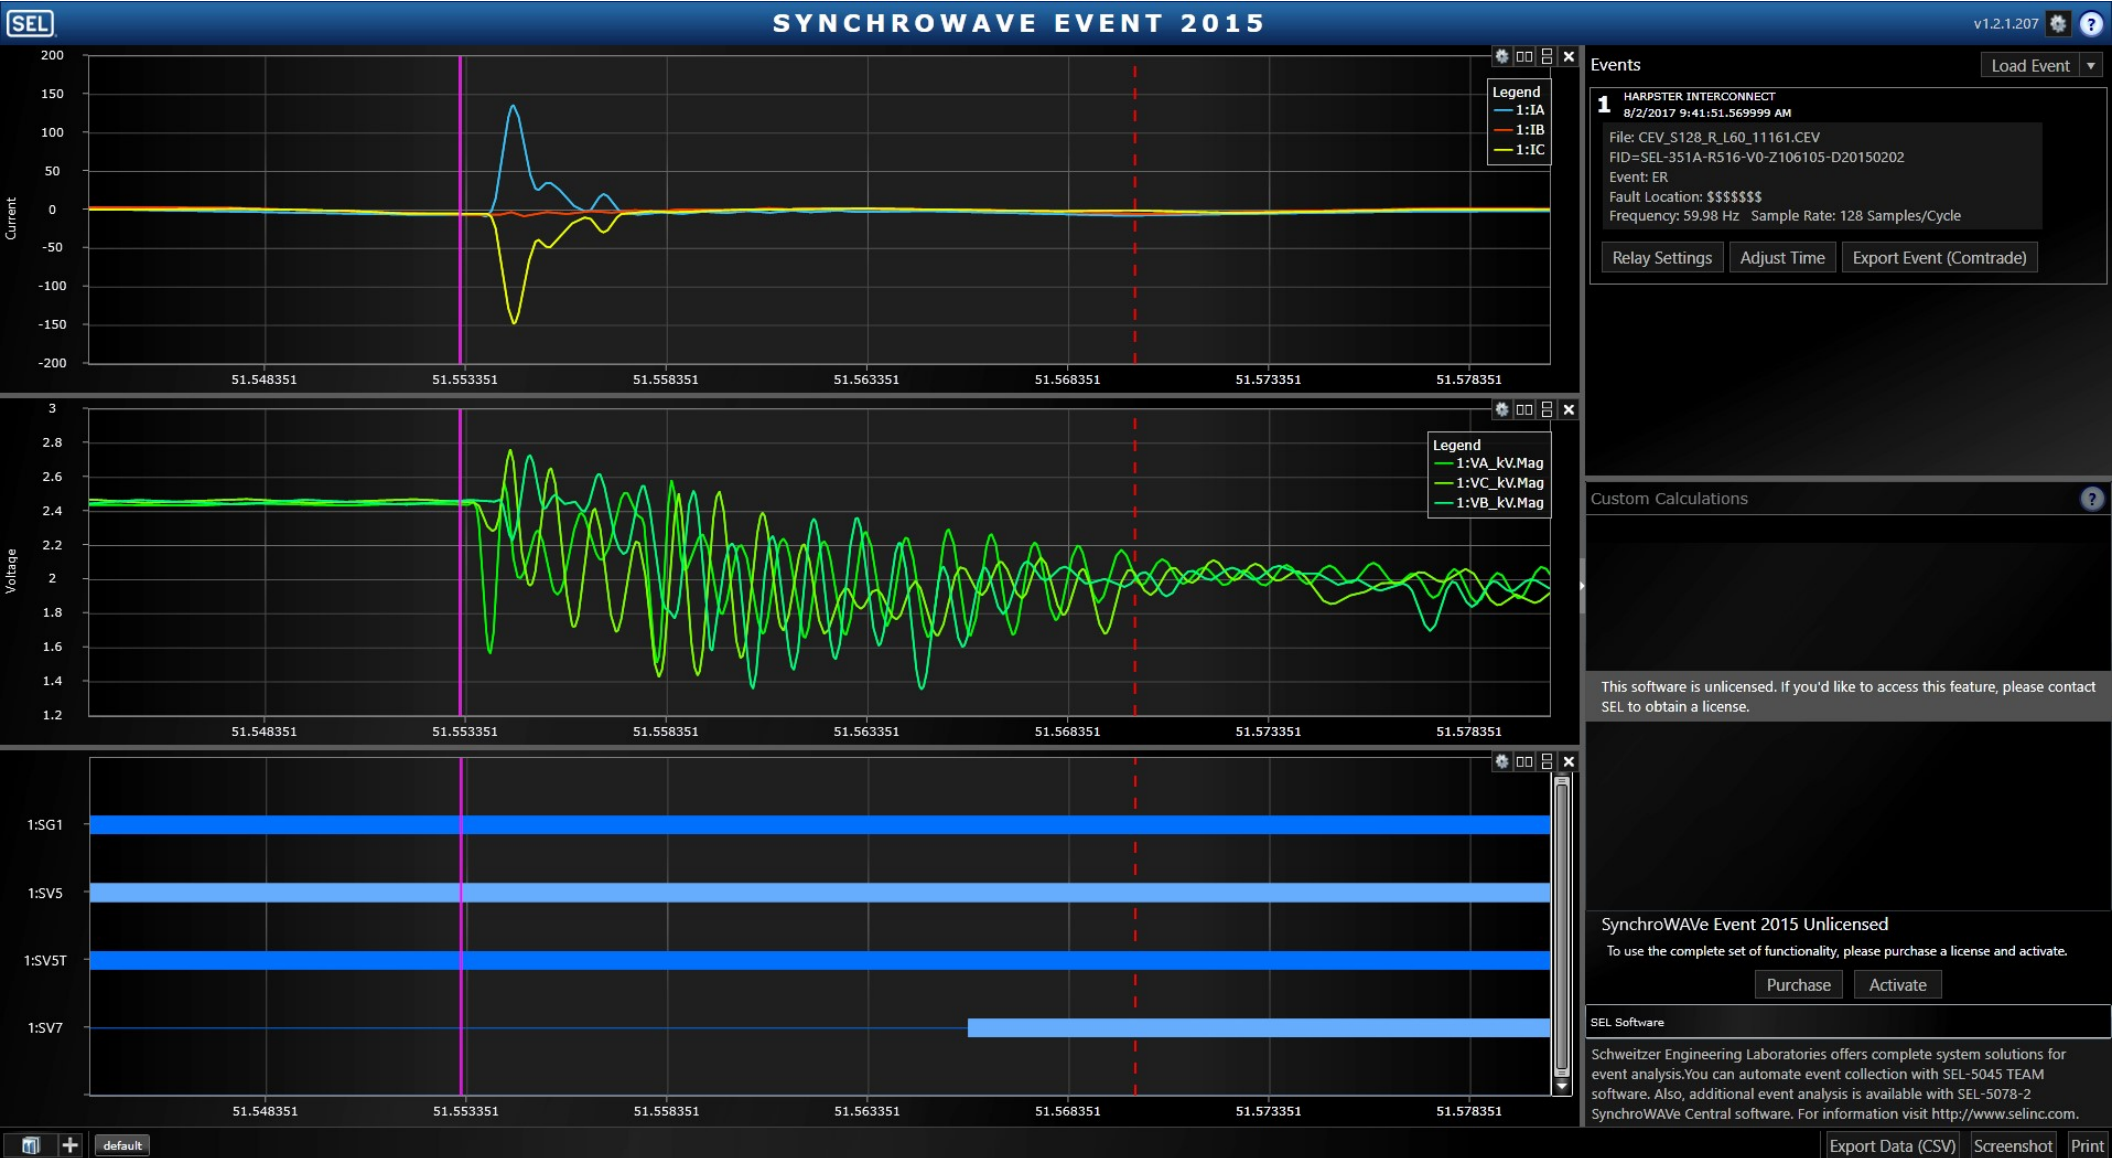 SEL
SYNCHROWAVE EVENT 2015
v1.2.1.207
?
200
150
100
50
0
-50
-100
-150
-200
Current
Legend
1:IA
1:IB
1:IC
51.548351
51.553351
51.558351
51.563351
51.568351
51.573351
51.578351
3
2.8
2.6
2.4
2.2
2
1.8
1.6
1.4
1.2
Voltage
Legend
1:VA_kV.Mag
1:VC_kV.Mag
1:VB_kV.Mag
51.548351
51.553351
51.558351
51.563351
51.568351
51.573351
51.578351
1:SG1
1:SV5
1:SV5T
1:SV7
51.548351
51.553351
51.558351
51.563351
51.568351
51.573351
51.578351
default
Events
Load Event
1
HARPSTER INTERCONNECT
8/2/2017 9:41:51.569999 AM
File: CEV_S128_R_L60_11161.CEV
FID=SEL-351A-R516-V0-Z106105-D20150202
Event: ER
Fault Location: $$$$$$$
Frequency: 59.98 Hz Sample Rate: 128 Samples/Cycle
Relay Settings
Adjust Time
Export Event (Comtrade)
Custom Calculations
?
This software is unlicensed. If you'd like to access this feature, please contact
SEL to obtain a license.
SynchroWAVe Event 2015 Unlicensed
To use the complete set of functionality, please purchase a license and activate.
Purchase
Activate
SEL Software
Schweitzer Engineering Laboratories offers complete system solutions for
event analysis.You can automate event collection with SEL-5045 TEAM
software. Also, additional event analysis is available with SEL-5078-2
SynchroWAVe Central software. For information visit http://www.selinc.com.
Export Data (CSV)
Screenshot
Print